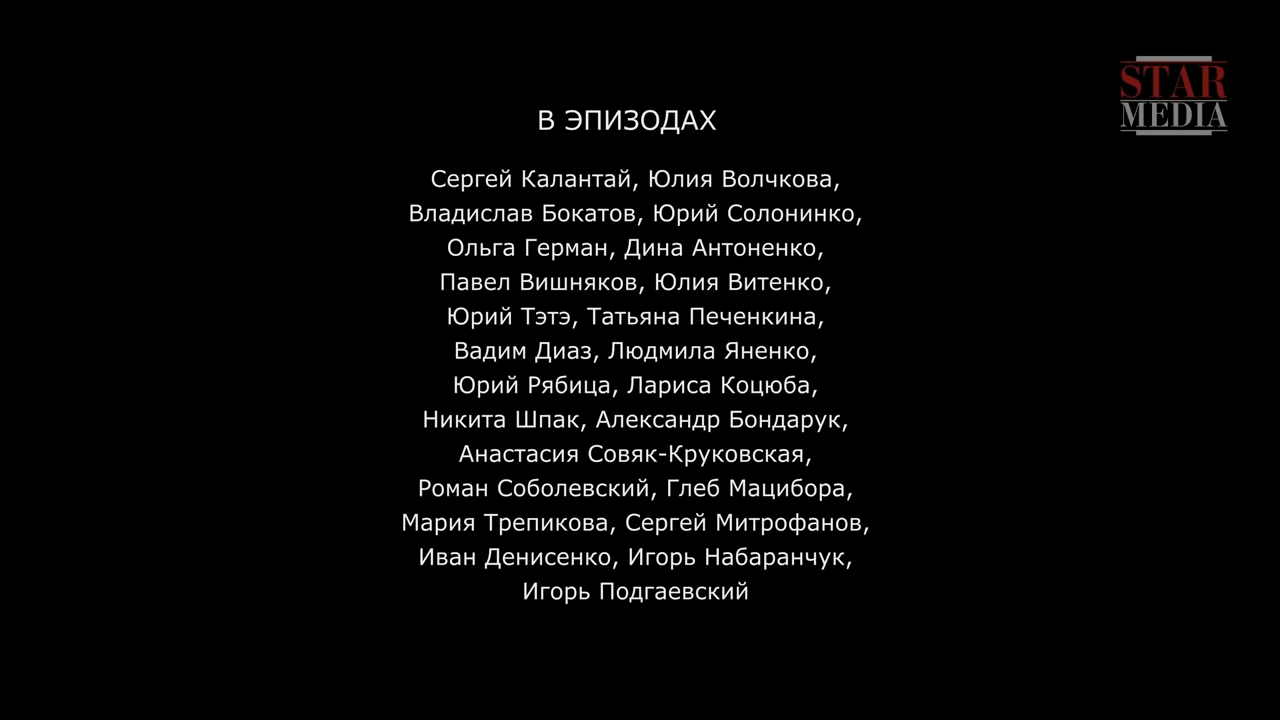 STAR
MEDIA
В ЭПИЗОДАХ
Сергей Калантай, Юлия Волчкова,
Владислав Бокатов, Юрий Солонинко,
Ольга Герман, Дина Антоненко,
Павел Вишняков, Юлия Витенко,
Юрий Тэтэ, Татьяна Печенкина,
Вадим Диаз, Людмила Яненко,
Юрий Рябица, Лариса Коцюба,
Никита Шпак, Александр Бондарук,
Анастасия Совяк-Круковская,
Роман Соболевский, Глеб Мацибора,
Мария Трепикова, Сергей Митрофанов,
Иван Денисенко, Игорь Набаранчук,
Игорь Подгаевский